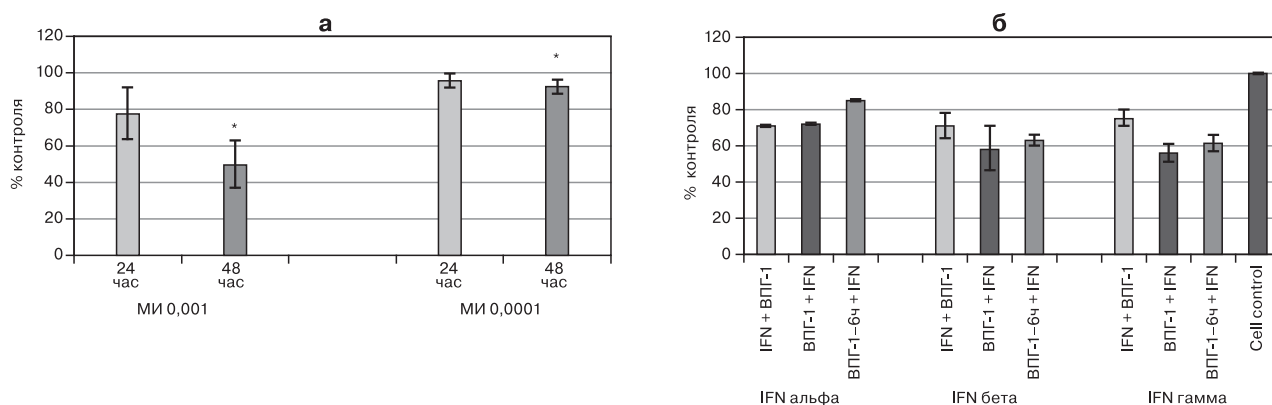 а
120
100
80
60
40
20
0
% контроля
*
*
24 час
48 час
24 час
48 час
МИ 0,001
МИ 0,0001
б
120
100
80
60
40
20
0
% контроля
IFN + ВПГ-1
ВПГ-1 + IFN
ВПГ-1–6ч + IFN
IFN + ВПГ-1
ВПГ-1 + IFN
ВПГ-1–6ч + IFN
IFN + ВПГ-1
ВПГ-1 + IFN
ВПГ-1–6ч + IFN
Cell control
IFN альфа
IFN бета
IFN гамма